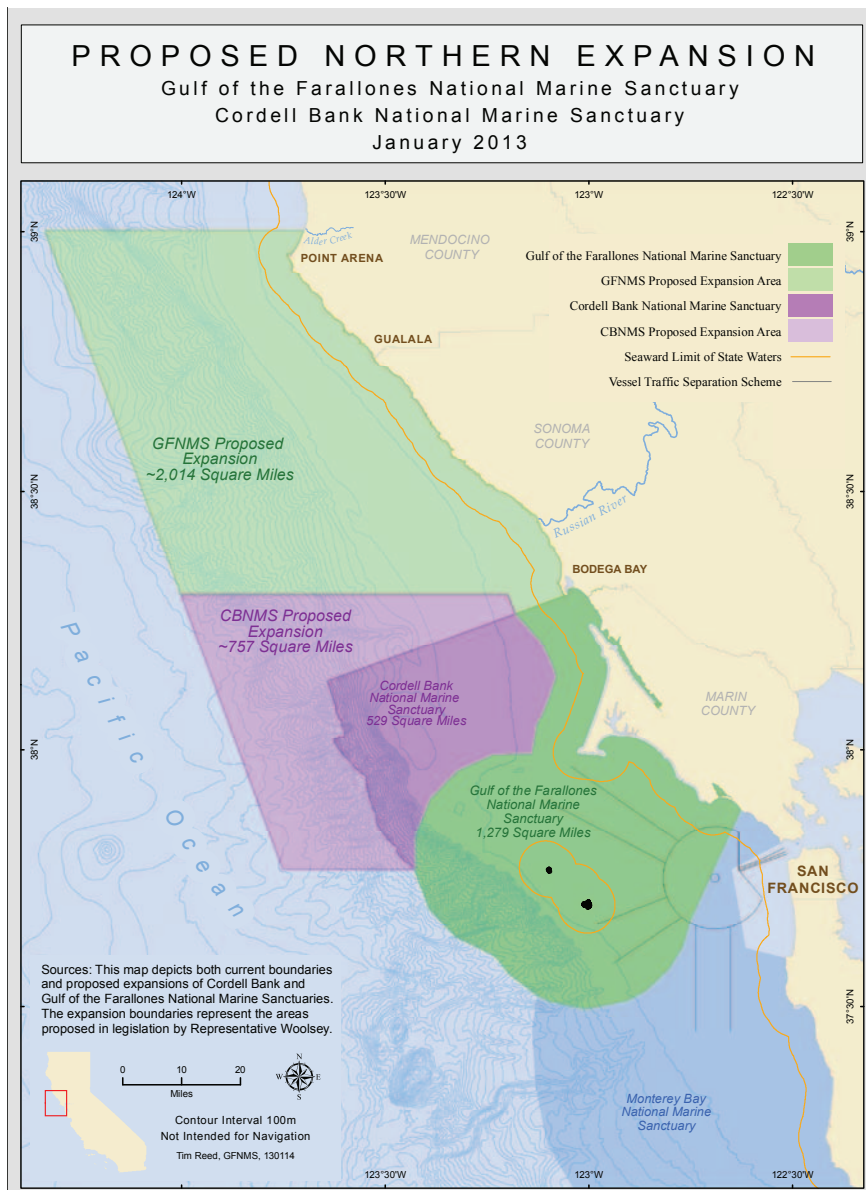 PROPOSED NORTHERN EXPANSION
Gulf of the Farallones National Marine Sanctuary
Cordell Bank National Marine Sanctuary
January 2013
124°W
123°30'W
123°W
122°30'W
39°N
39°N
Alder Creek
POINT ARENA
MENDOCINO
COUNTY
Gulf of the Farallones National Marine Sanctuary
GFNMS Proposed Expansion Area
Cordell Bank National Marine Sanctuary
CBNMS Proposed Expansion Area
Seaward Limit of State Waters
Vessel Traffic Separation Scheme
GUALALA
SONOMA
COUNTY
GFNMS Proposed
Expansion
~2,014 Square Miles
38°30'N
38°30'N
Russian River
BODEGA BAY
CBNMS Proposed
Expansion
~757 Square Miles
Pacific Ocean
Cordell Bank
National Marine
Sanctuary
529 Square Miles
MARIN
COUNTY
38°N
38°N
Gulf of the Farallones
National Marine
Sanctuary
1,279 Square Miles
SAN
FRANCISCO
Sources: This map depicts both current boundaries
and proposed expansions of Cordell Bank and
Gulf of the Farallones National Marine Sanctuaries.
The expansion boundaries represent the areas
proposed in legislation by Representative Woolsey.
37°30'N
37°30'N
0 10 20
Miles
N
W E
S
Contour Interval 100m
Not Intended for Navigation
Tim Reed, GFNMS, 130114
Monterey Bay
National Marine
Sanctuary
124°W
123°30'W
123°W
122°30'W